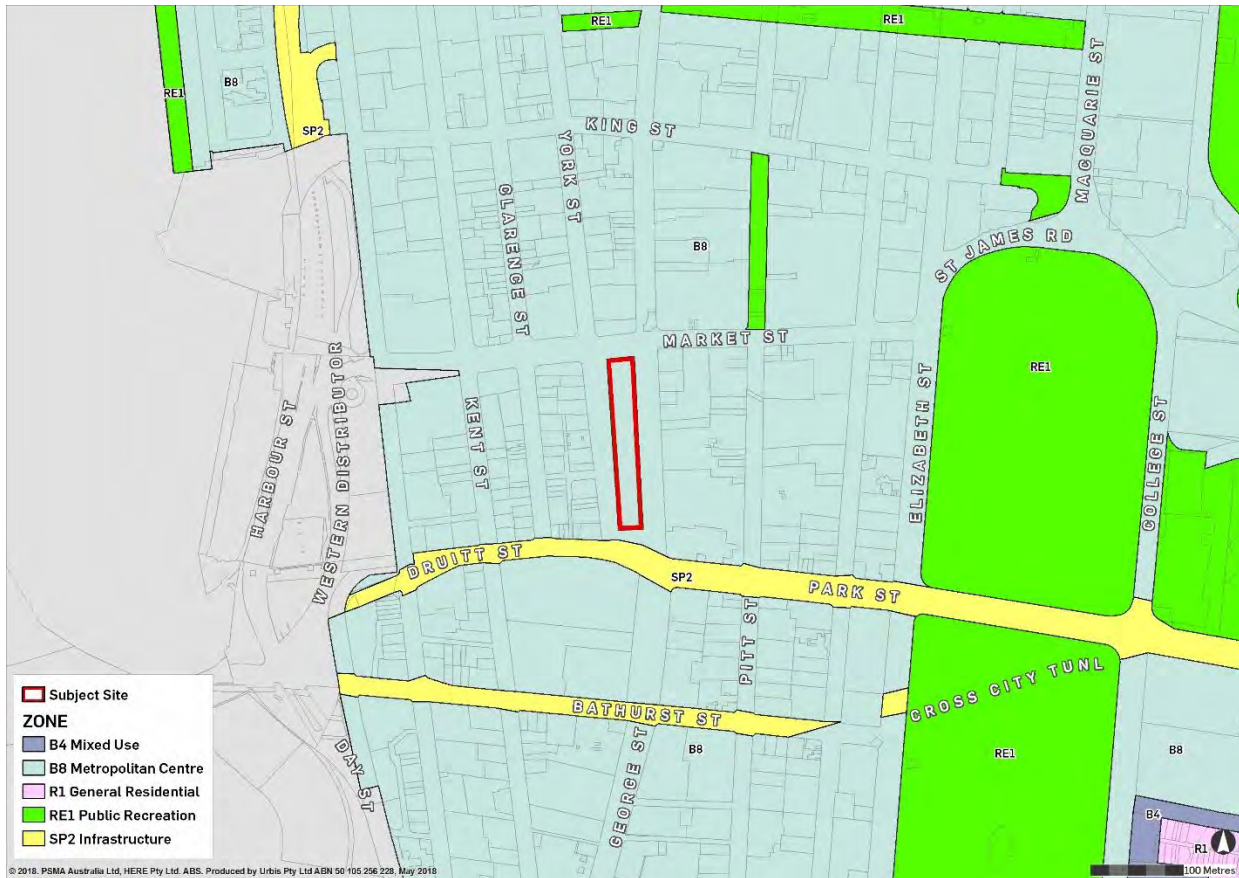 RE1
RE1
B8
RE1
SP2
KING ST
YORK ST
CLARENCE ST
MACQUARIE ST
B8
ST JAMES RD
MARKET ST
RE1
KENT ST
ELIZABETH ST
COLLEGE ST
HARBOUR ST
WESTERN DISTRIBUTOR
DRUITT ST
SP2
PARK ST
PITT ST
CROSS CITY TUNL
BATHURST ST
GEORGE ST
B8
RE1
B8
DAY ST
B4
R1
Subject Site
ZONE
B4 Mixed Use
B8 Metropolitan Centre
R1 General Residential
RE1 Public Recreation
SP2 Infrastructure
100 Metres
© 2018. PSMA Australia Ltd, HERE Pty Ltd. ABS. Produced by Urbis Pty Ltd ABN 50 105 256 228, May 2018